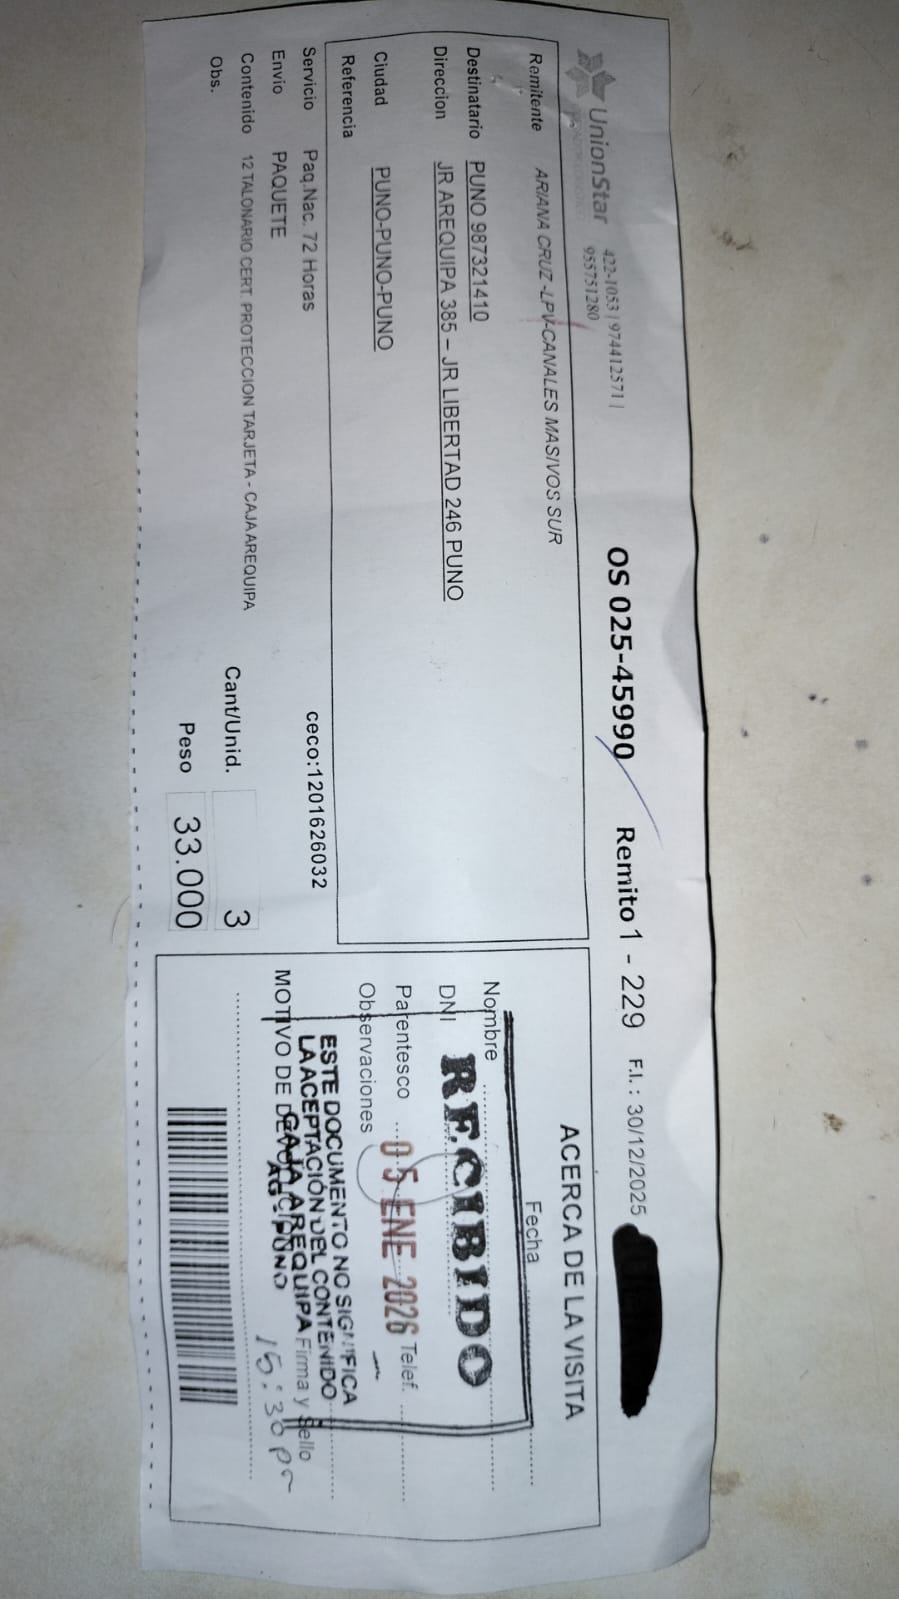 UnionStar
422-1053 | 974412571 |
955751280
OS 025-45990 Remito 1 - 229 F.I.: 30/12/2025
Remitente ARIANA CRUZ -LPV-CANALES MASIVOS SUR
Destinatario PUNO 987321410
Direccion JR AREQUIPA 385 – JR LIBERTAD 246 PUNO
Ciudad PUNO-PUNO-PUNO
Referencia
Servicio Paq.Nac. 72 Horas ceco:1201626032
Envio PAQUETE
Contenido 12 TALONARIO CERT. PROTECCION TARJETA - CAJA AREQUIPA
Cant/Unid. 3
Obs.
Peso 33.000
ACERCA DE LA VISITA
Fecha
Nombre
RECIBIDO
DNI
Parentesco 05 ENE 2026 Telef.
Observaciones
ESTE DOCUMENTO NO SIGNIFICA
LA ACEPTACIÓN DEL CONTENIDO
CAJA AREQUIPA Firma y Sello
MOTIVO DE
AG. PUNO
15:30